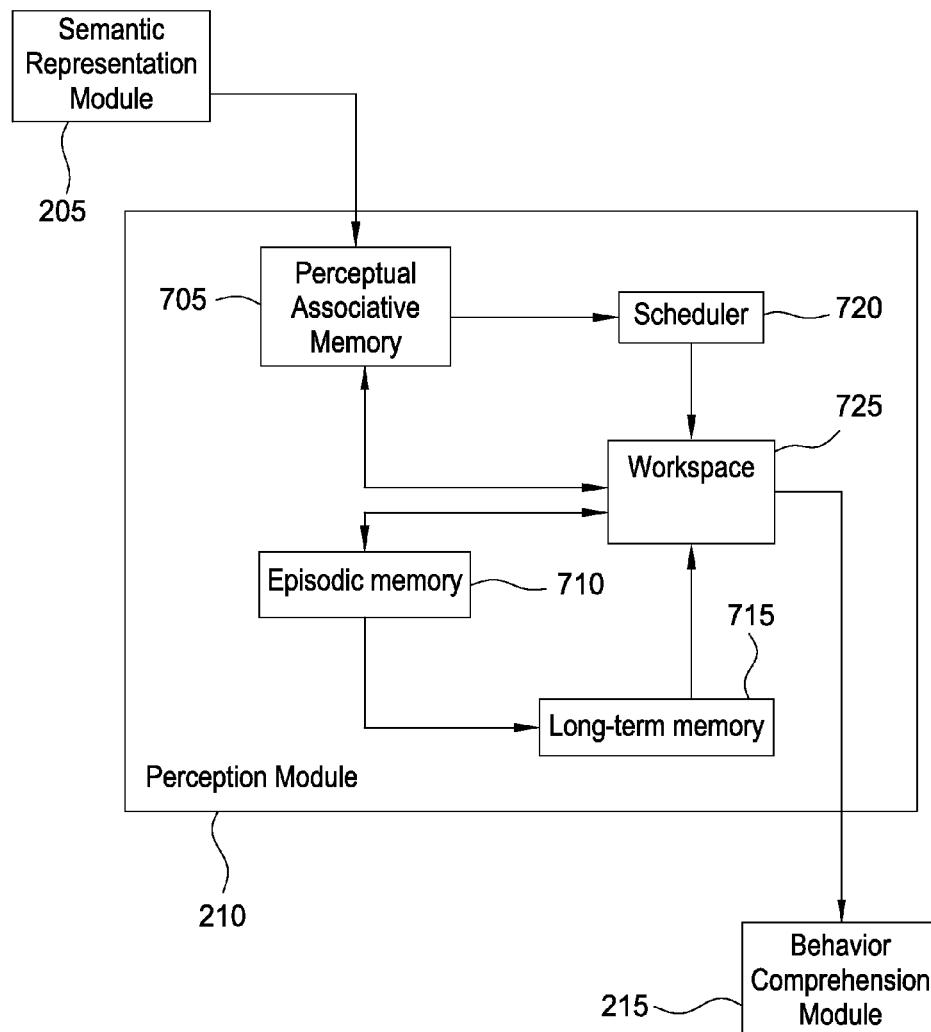 Semantic
Representation
Module
205
Perceptual
Associative
Memory
705
Scheduler
720
725
Workspace
Episodic memory
710
715
Long-term memory
Perception Module
210
Behavior
Comprehension
Module
215